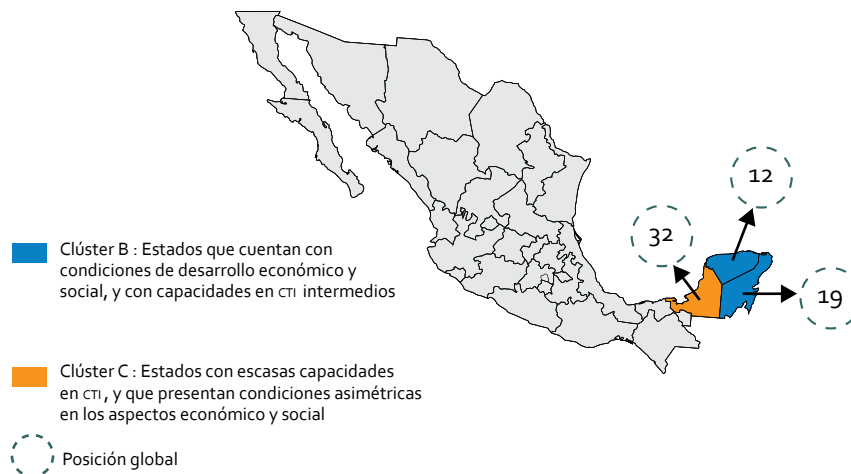 12
32
19
Clúster B : Estados que cuentan con
condiciones de desarrollo económico y
social, y con capacidades en CTI intermedios
Clúster C : Estados con escasas capacidades
en CTI , y que presentan condiciones asimétricas
en los aspectos económico y social
Posición global